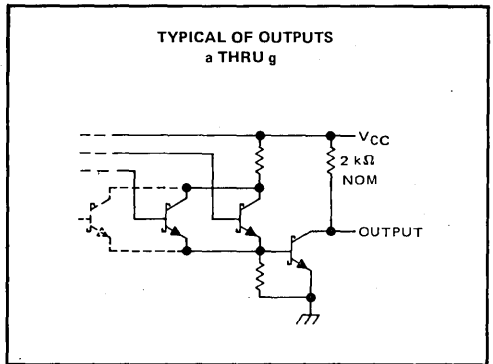 TYPICAL OF OUTPUTS
a THRU g
VCC
2 kΩ
NOM
OUTPUT